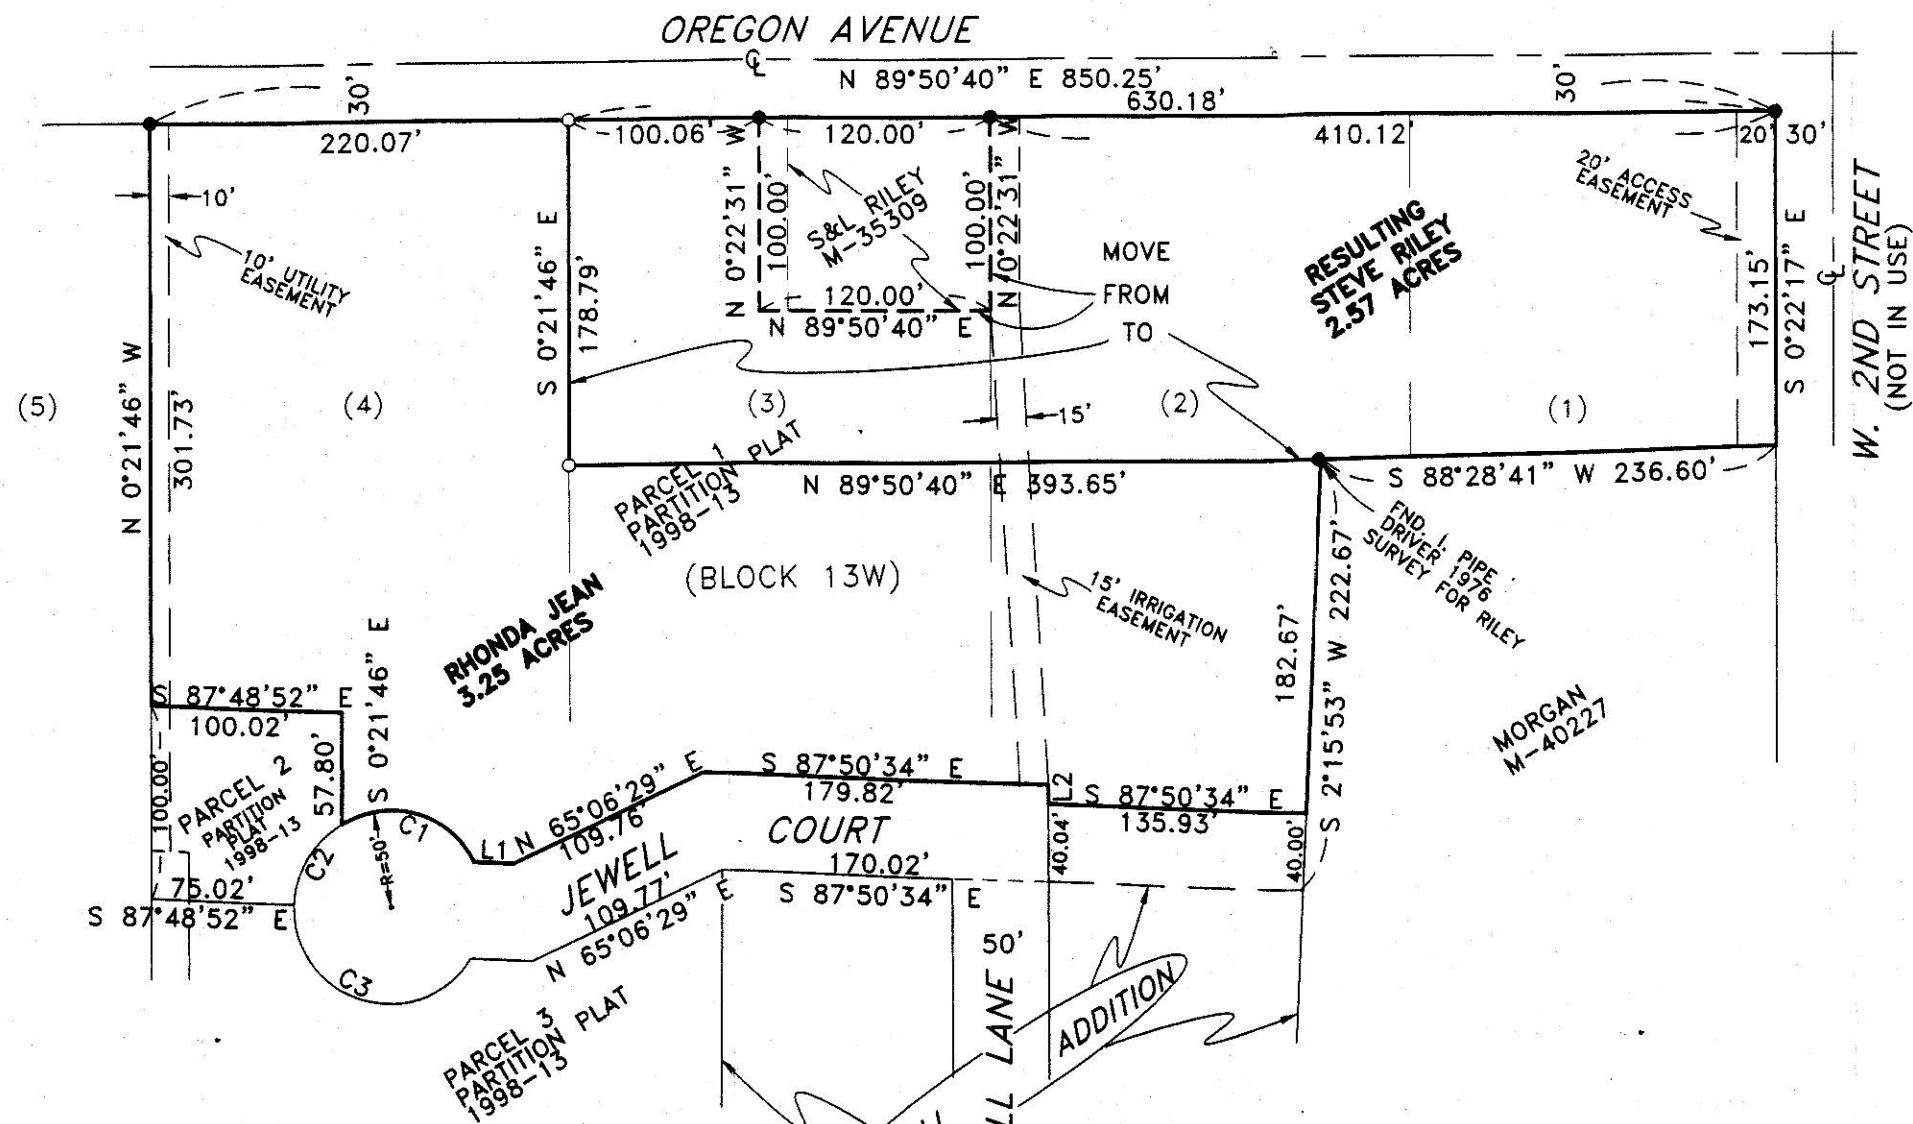 OREGON AVENUE
℄
N 89°50'40" E 850.25'
30'
630.18'
30'
220.07'
100.06'
120.00'
410.12'
20'
30'
10'
10' UTILITY
EASEMENT
N 0°22'31" W
100.00'
S&L RILEY
M-35309
100.00'
N 0°22'31" W
120.00'
N 89°50'40" E
S 0°21'46" E
178.79'
MOVE
FROM
TO
RESULTING
STEVE RILEY
2.57 ACRES
20' ACCESS
EASEMENT
173.15'
S 0°22'17" E
℄
W. 2ND STREET
(NOT IN USE)
(5)
N 0°21'46" W
301.73'
(4)
(3)
(2)
(1)
15'
PARCEL 1
PARTITION PLAT
1998-13
N 89°50'40" E 393.65'
S 88°28'41" W 236.60'
FND. I. PIPE
DRIVER 1976
SURVEY FOR RILEY
(BLOCK 13W)
15' IRRIGATION
EASEMENT
RHONDA JEAN
3.25 ACRES
182.67'
S 2°15'53" W 222.67'
MORGAN
M-40227
S 87°48'52" E
100.02'
57.80'
S 0°21'46" E
100.00'
PARCEL 2
PARTITION
PLAT
1998-13
75.02'
S 87°48'52" E
C1
C2
C3
R=50'
L1
N 65°06'29" E
109.76'
S 87°50'34" E
179.82'
L2
S 87°50'34" E
135.93'
40.04'
40.00'
JEWELL
COURT
109.77'
N 65°06'29" E
170.02'
S 87°50'34" E
50'
LL LANE
LL
ADDITION
PARCEL 3
PARTITION PLAT
1998-13